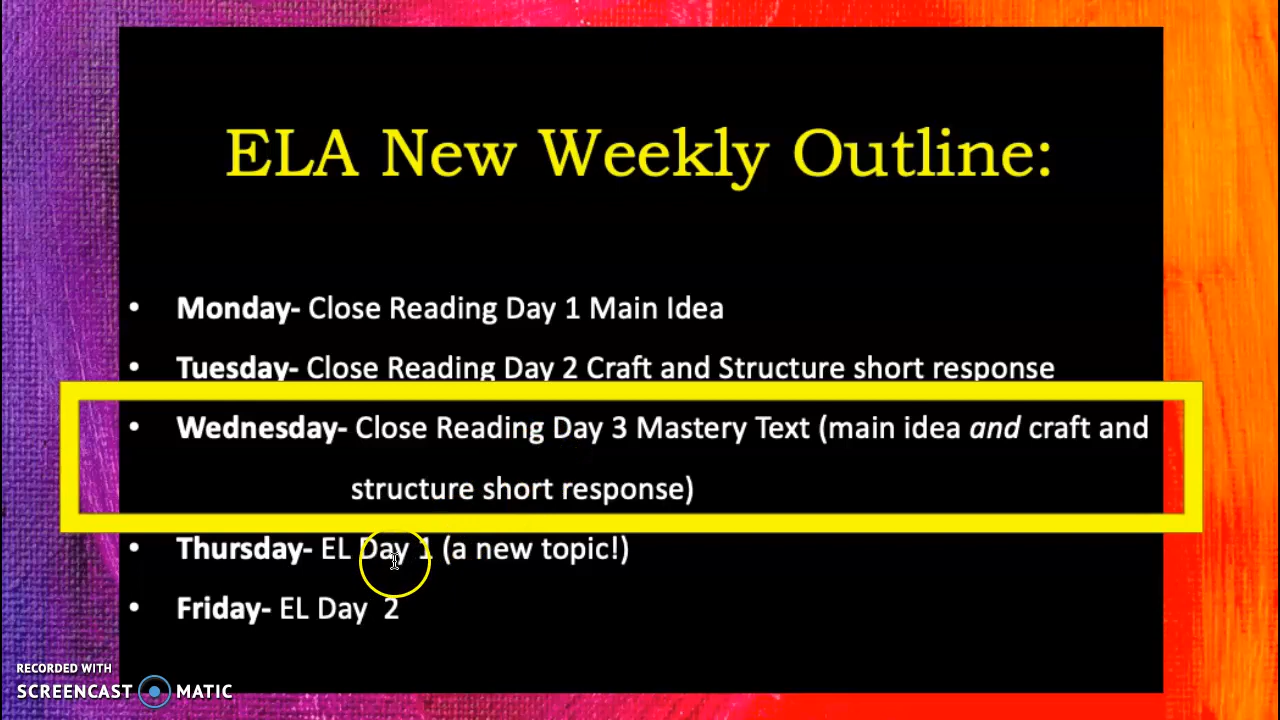 ELA New Weekly Outline:
• Monday- Close Reading Day 1 Main Idea
• Tuesday- Close Reading Day 2 Craft and Structure short response
• Wednesday- Close Reading Day 3 Mastery Text (main idea and craft and
structure short response)
• Thursday- EL Day 1 (a new topic!)
• Friday- EL Day 2
RECORDED WITH
SCREENCAST MATIC